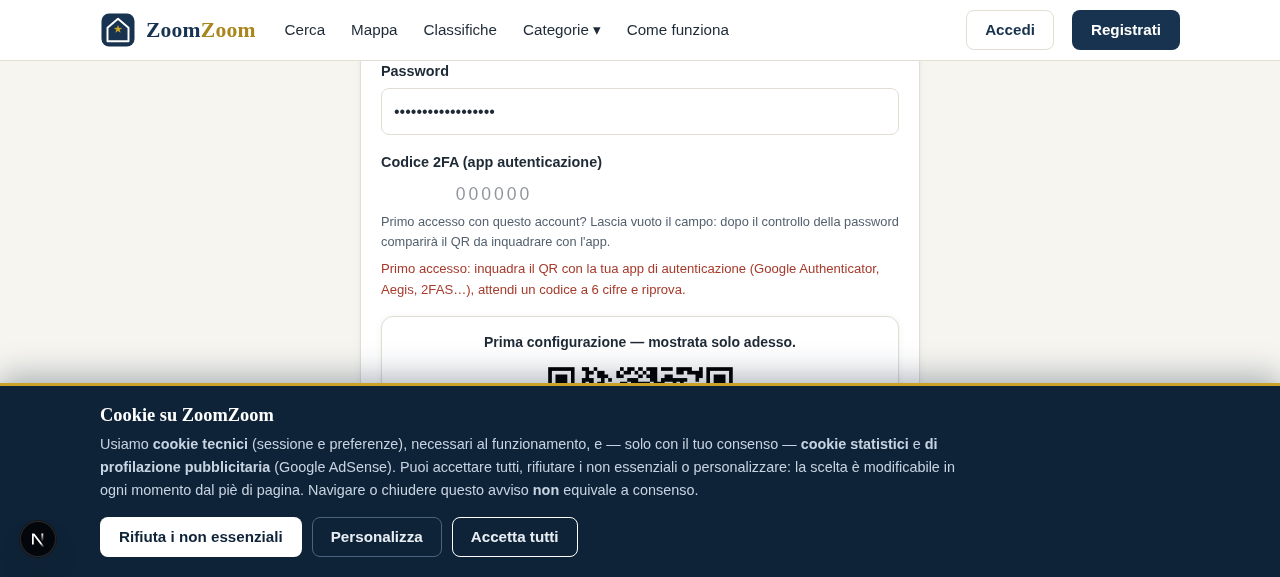 ZoomZoom Cerca Mappa Classifiche Categorie ▾ Come funziona Accedi Registrati
Password
••••••••••••••••••
Codice 2FA (app autenticazione)
000000
Primo accesso con questo account? Lascia vuoto il campo: dopo il controllo della password
comparirà il QR da inquadrare con l'app.
Primo accesso: inquadra il QR con la tua app di autenticazione (Google Authenticator,
Aegis, 2FAS…), attendi un codice a 6 cifre e riprova.
Prima configurazione — mostrata solo adesso.
Cookie su ZoomZoom
Usiamo cookie tecnici (sessione e preferenze), necessari al funzionamento, e — solo con il tuo consenso — cookie statistici e di
profilazione pubblicitaria (Google AdSense). Puoi accettare tutti, rifiutare i non essenziali o personalizzare: la scelta è modificabile in
ogni momento dal piè di pagina. Navigare o chiudere questo avviso non equivale a consenso.
Rifiuta i non essenziali Personalizza Accetta tutti